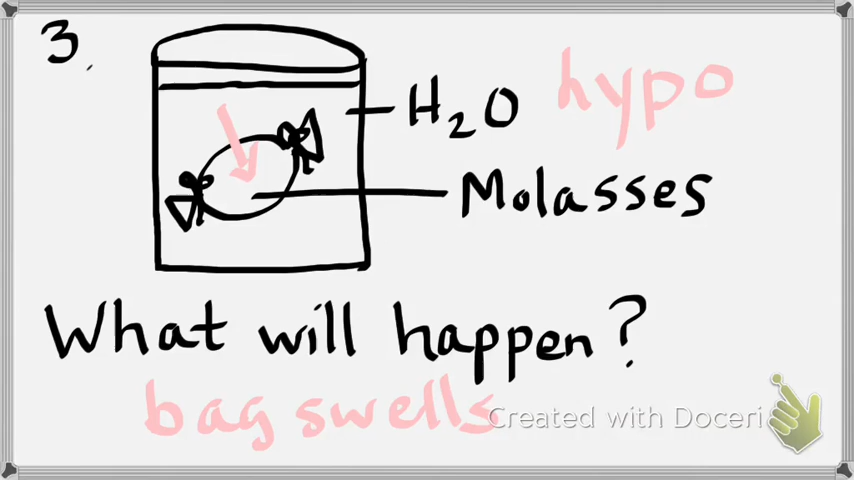 3.
H₂O hypo
Molasses
What will happen?
bag swells
Created with Doceri